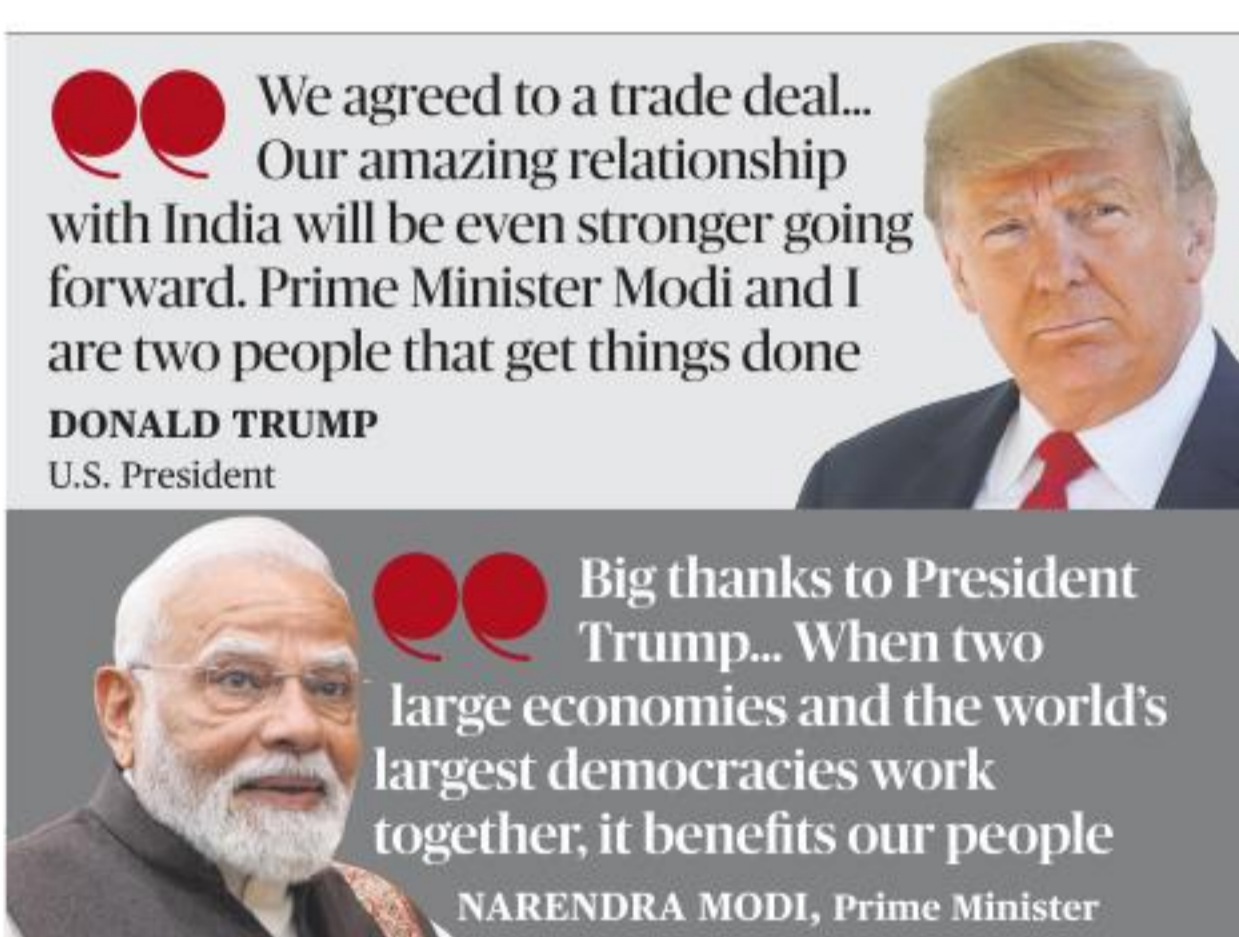 We agreed to a trade deal...
Our amazing relationship
with India will be even stronger going
forward. Prime Minister Modi and I
are two people that get things done
DONALD TRUMP
U.S. President
Big thanks to President
Trump... When two
large economies and the world’s
largest democracies work
together, it benefits our people
NARENDRA MODI, Prime Minister